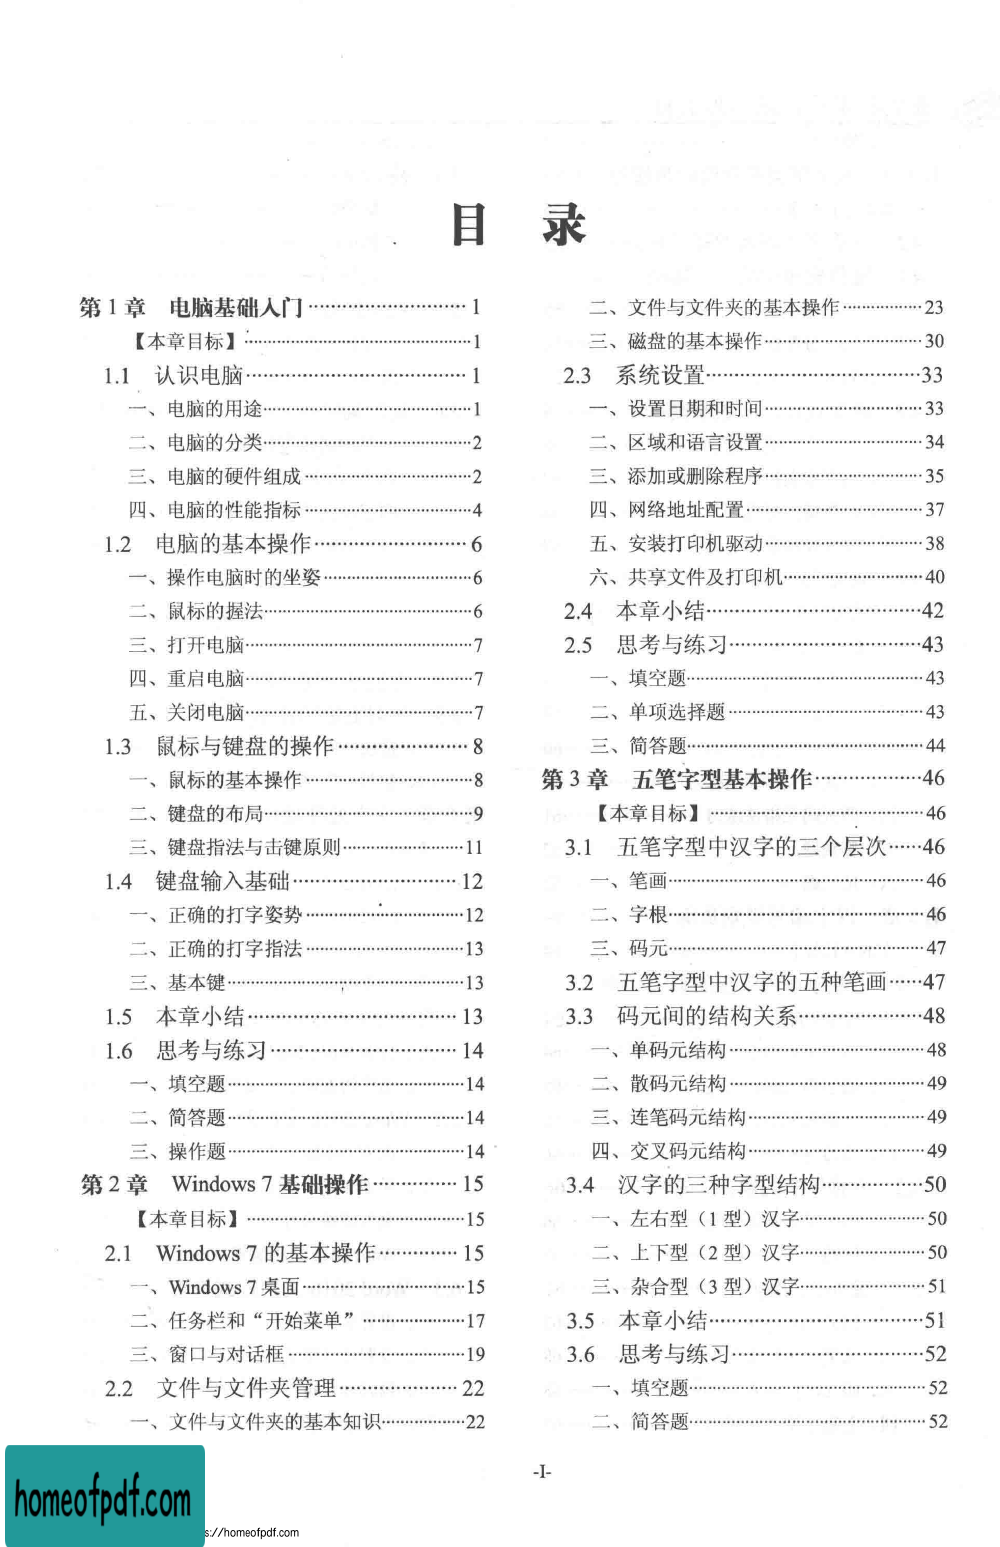 目 录
第 1 章 电脑基础入门 …………………… 1
【本章目标】 …………………… 1
1.1 认识电脑 …………………… 1
一、电脑的用途 …………………… 1
二、电脑的分类 …………………… 2
三、电脑的硬件组成 …………………… 2
四、电脑的性能指标 …………………… 4
1.2 电脑的基本操作 …………………… 6
一、操作电脑时的坐姿 …………………… 6
二、鼠标的握法 …………………… 6
三、打开电脑 …………………… 7
四、重启电脑 …………………… 7
五、关闭电脑 …………………… 7
1.3 鼠标与键盘的操作 …………………… 8
一、鼠标的基本操作 …………………… 8
二、键盘的布局 …………………… 9
三、键盘指法与击键原则 …………………… 11
1.4 键盘输入基础 …………………… 12
一、正确的打字姿势 …………………… 12
二、正确的打字指法 …………………… 13
三、基本键 …………………… 13
1.5 本章小结 …………………… 13
1.6 思考与练习 …………………… 14
一、填空题 …………………… 14
二、简答题 …………………… 14
三、操作题 …………………… 14
第 2 章 Windows 7 基础操作 …………………… 15
【本章目标】 …………………… 15
2.1 Windows 7 的基本操作 …………………… 15
一、Windows 7 桌面 …………………… 15
二、任务栏和“开始菜单” …………………… 17
三、窗口与对话框 …………………… 19
2.2 文件与文件夹管理 …………………… 22
一、文件与文件夹的基本知识 …………………… 22
二、文件与文件夹的基本操作 …………………… 23
三、磁盘的基本操作 …………………… 30
2.3 系统设置 …………………… 33
一、设置日期和时间 …………………… 33
二、区域和语言设置 …………………… 34
三、添加或删除程序 …………………… 35
四、网络地址配置 …………………… 37
五、安装打印机驱动 …………………… 38
六、共享文件及打印机 …………………… 40
2.4 本章小结 …………………… 42
2.5 思考与练习 …………………… 43
一、填空题 …………………… 43
二、单项选择题 …………………… 43
三、简答题 …………………… 44
第 3 章 五笔字型基本操作 …………………… 46
【本章目标】 …………………… 46
3.1 五笔字型中汉字的三个层次 …… 46
一、笔画 …………………… 46
二、字根 …………………… 46
三、码元 …………………… 47
3.2 五笔字型中汉字的五种笔画 …… 47
3.3 码元间的结构关系 …………………… 48
一、单码元结构 …………………… 48
二、散码元结构 …………………… 49
三、连笔码元结构 …………………… 49
四、交叉码元结构 …………………… 49
3.4 汉字的三种字型结构 …………………… 50
一、左右型（1 型）汉字 …………………… 50
二、上下型（2 型）汉字 …………………… 50
三、杂合型（3 型）汉字 …………………… 51
3.5 本章小结 …………………… 51
3.6 思考与练习 …………………… 52
一、填空题 …………………… 52
二、简答题 …………………… 52
-I-
homeofpdf.com
s://homeofpdf.com